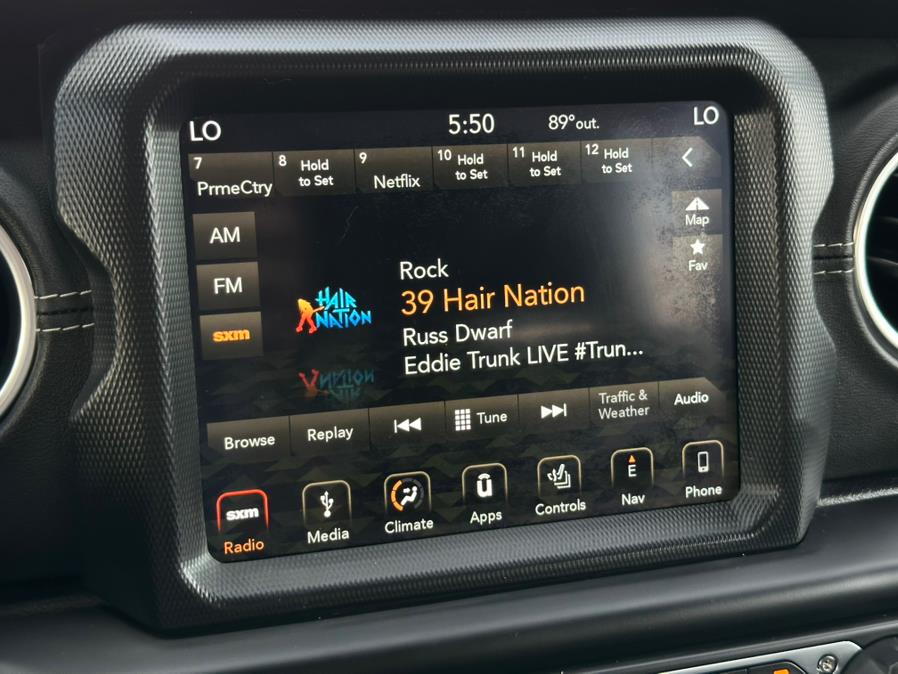 LO 5:50 89°out. LO
7 PrmeCtry
8 Hold to Set
9 Netflix
10 Hold to Set
11 Hold to Set
12 Hold to Set
Map
Fav
AM
FM
sxm
HAIR
NATION
Rock
39 Hair Nation
Russ Dwarf
Eddie Trunk LIVE #Trun...
Browse
Replay
Tune
Traffic &
Weather
Audio
sxm
Radio
Media
Climate
Apps
Controls
E
Nav
Phone